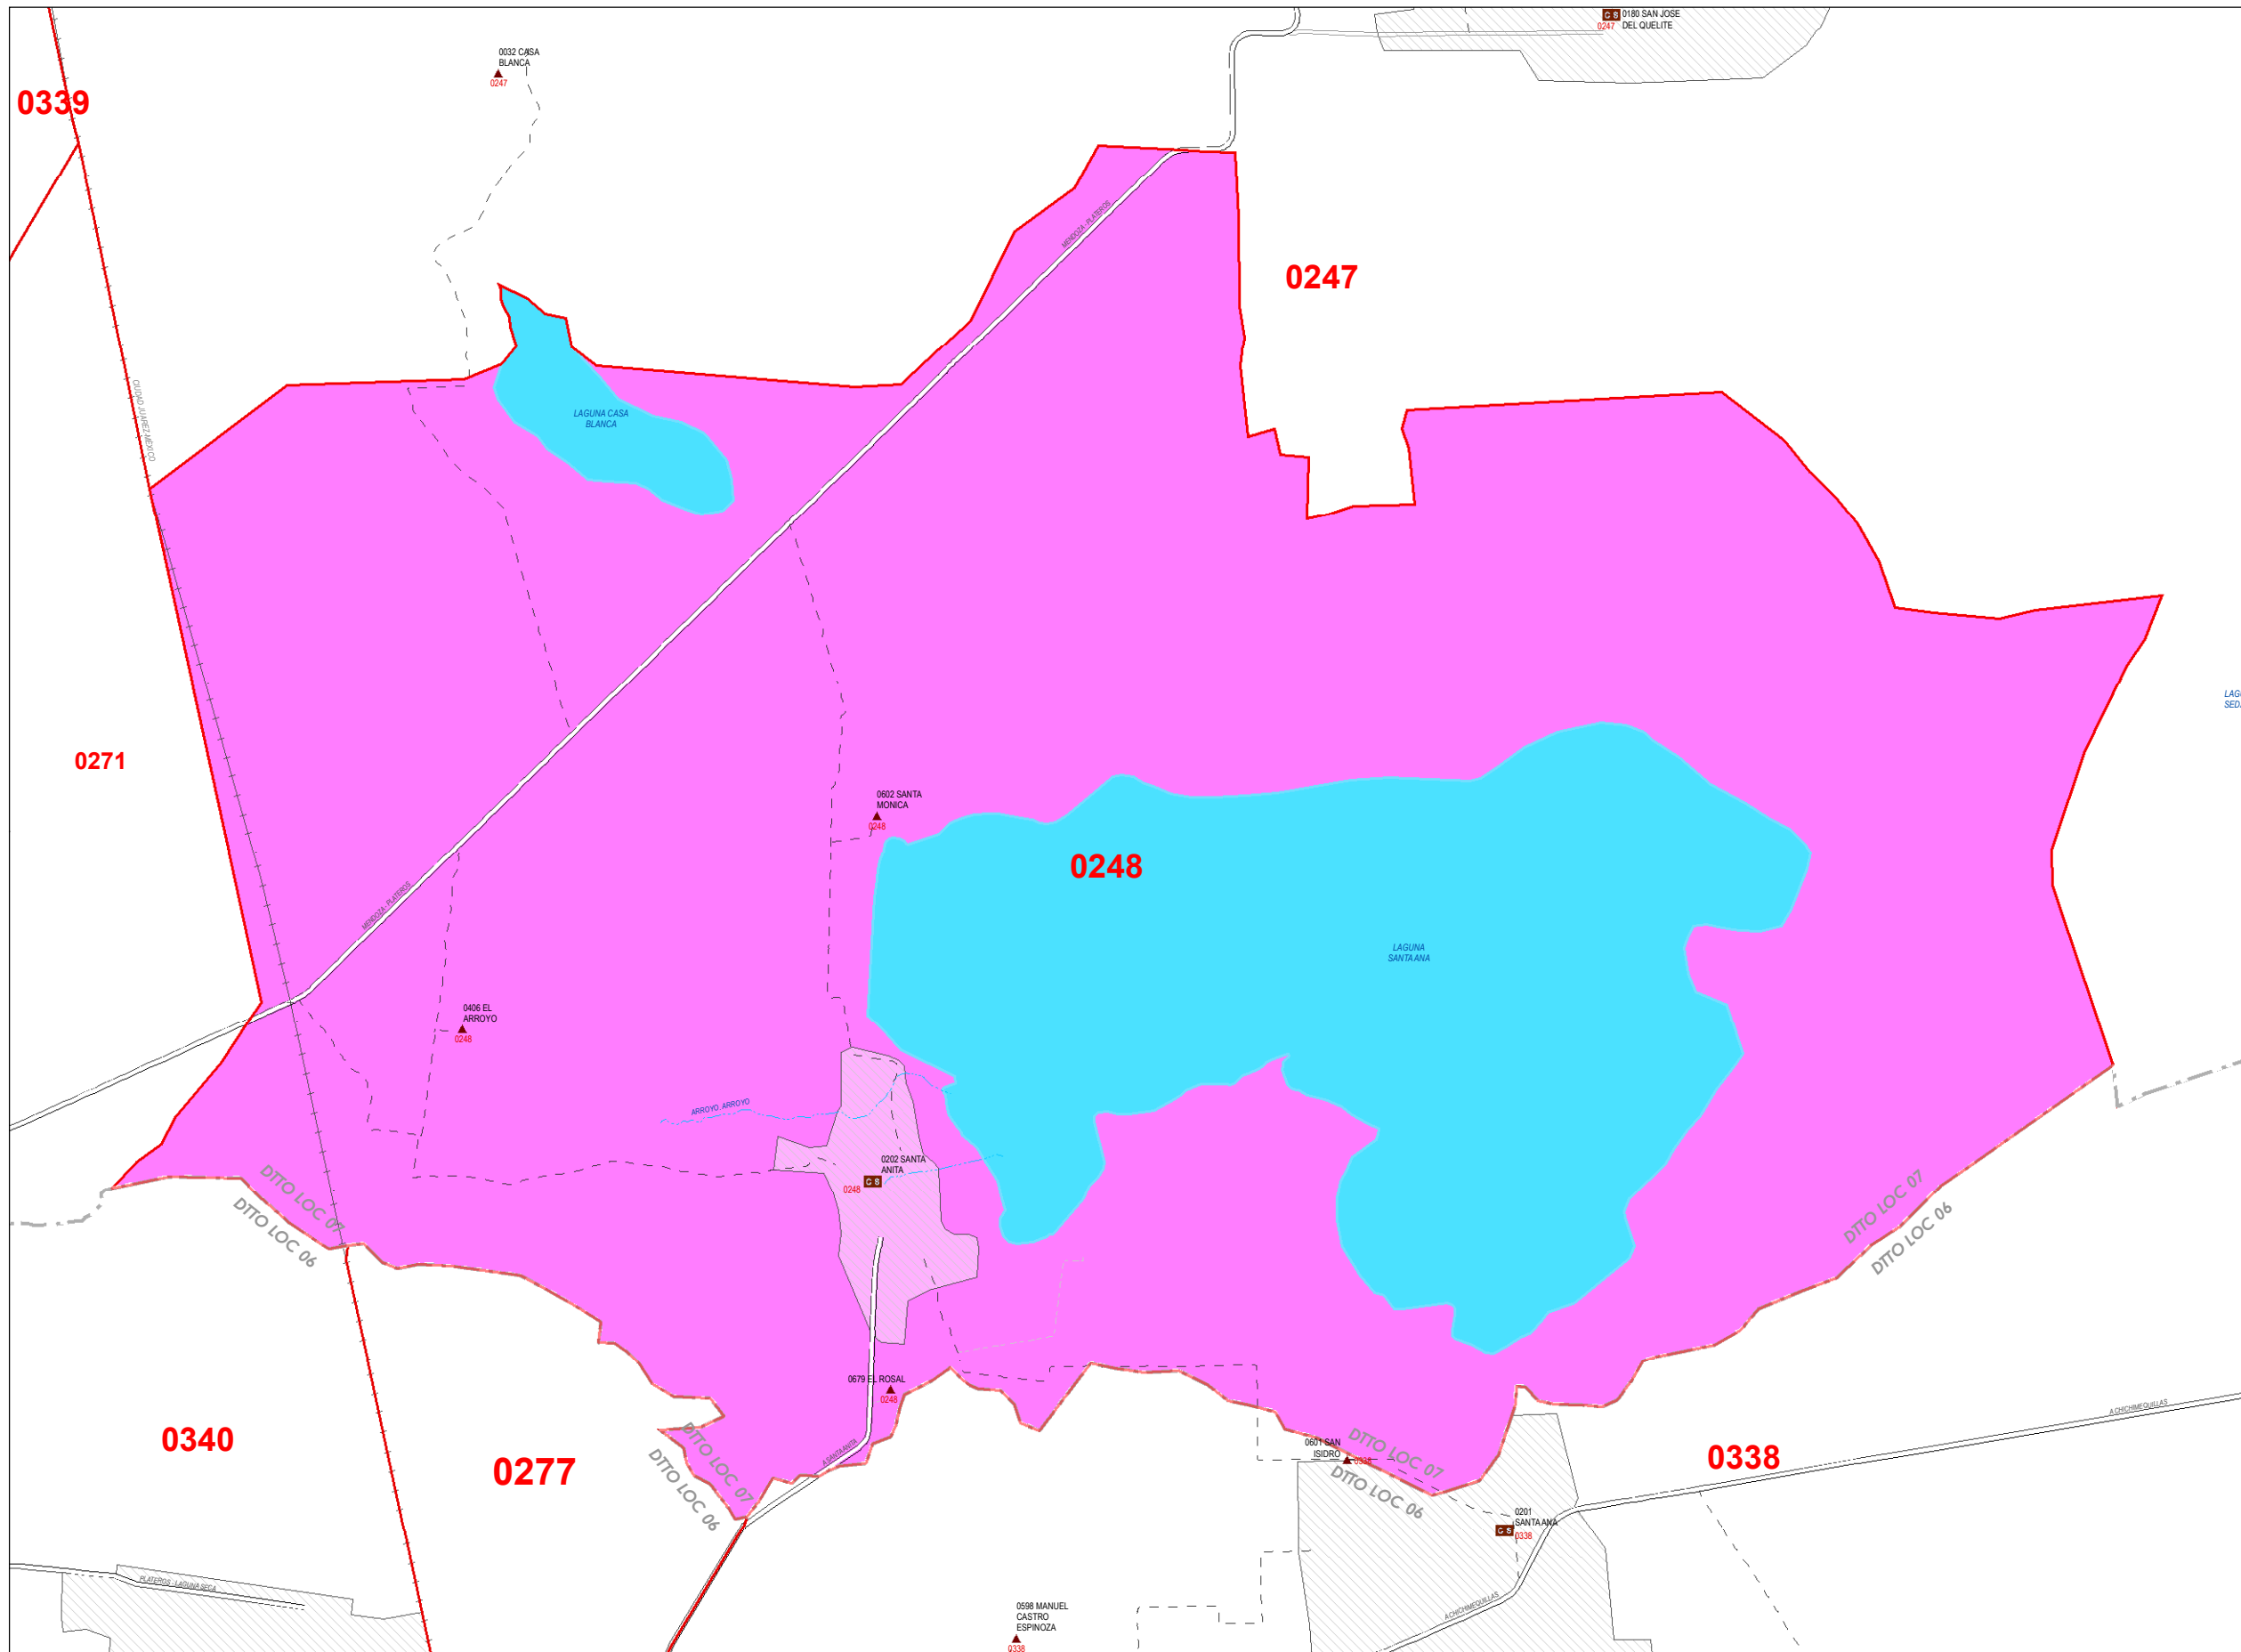 0180 SAN JOSE
DEL QUELITE
0247
0032 CASA
BLANCA
0247
0339
MENDOZA - PLATEROS
0247
CIUDAD JUAREZ-MÉXICO
LAGUNA CASA
BLANCA
0271
0602 SANTA
MONICA
0248
0248
MENDOZA - PLATEROS
LAGUNA
SANTA ANA
0406 EL
ARROYO
0248
ARROYO ARROYO
0202 SANTA
ANITA
0248
C S
DTTO LOC 07
DTTO LOC 06
DTTO LOC 07
DTTO LOC 06
0679 EL ROSAL
0248
A SANTA ANITA
A CHICHIMEQUILLAS
0340
0277
DTTO LOC 07
DTTO LOC 06
0601 SAN
ISIDRO
0338
DTTO LOC 07
DTTO LOC 06
0338
0201
SANTA ANA
0338
PLATEROS - LAGUNA SECA
A CHICHIMEQUILLAS
0598 MANUEL
CASTRO
ESPINOZA
0338